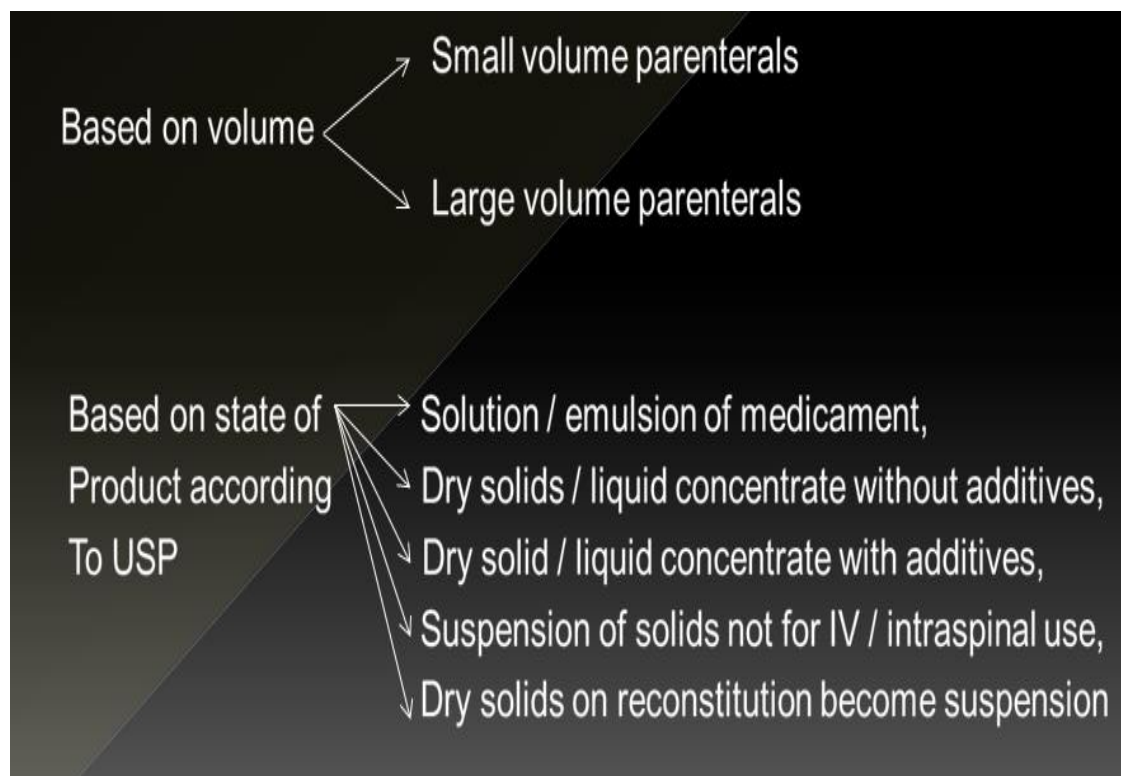 Small volume parenterals
Based on volume
Large volume parenterals
Based on state of
Solution / emulsion of medicament,
Product according
Dry solids / liquid concentrate without additives,
To USP
Dry solid / liquid concentrate with additives,
Suspension of solids not for IV / intraspinal use,
Dry solids on reconstitution become suspension